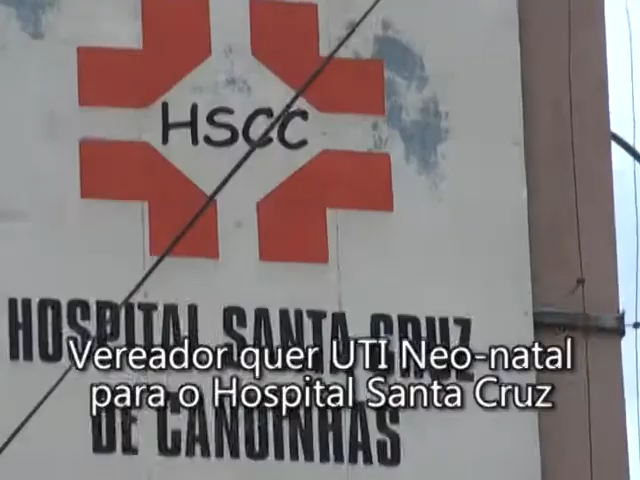 HSCC
HOSPITAL SANTA CRUZ
Vereador quer UTI Neo-natal
para o Hospital Santa Cruz
DE CANOINHAS